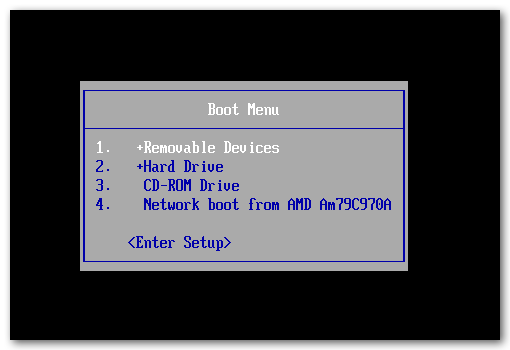 Boot Menu
1. +Removable Devices
2. +Hard Drive
3. CD-ROM Drive
4. Network boot from AMD Am79C970A
<Enter Setup>